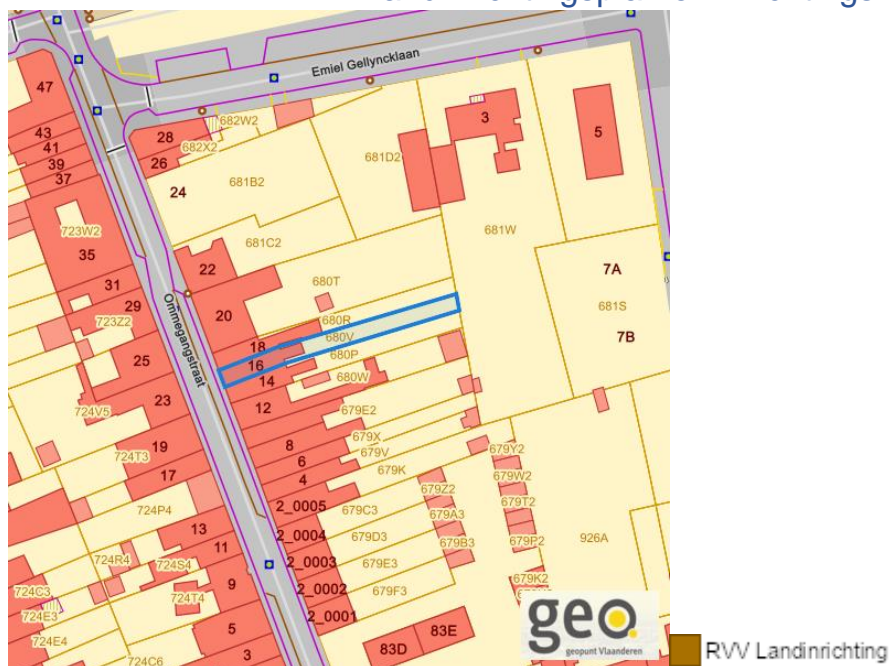 Emiel Gellyncklaan
47
43
41
39
37
28
26
682W2
682X2
24
681B2
681D2
3
5
723W2
35
681C2
681W
22
680T
7A
681S
7B
31
29
723Z2
20
Ommegangstraat
680R
18
680V
16
680P
14
680W
25
724V5
23
12
679E2
19
724T3
17
8
679X
6
679V
4
679K
679Y2
679W2
724P4
2_0005
679C3
679Z2
679T2
13
2_0004
679D3
679A3
679B3
679P2
926A
11
724R4
724S4
2_0003
679E3
9
724T4
2_0002
679F3
679K2
724C3
724E3
724E4
5
2_0001
83D
83E
724C6
3
geo
geopunt Vlaanderen
RVV Landinrichting